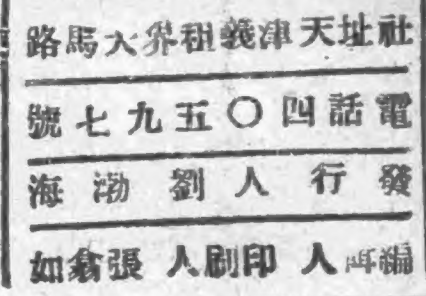 社址天津義租界大馬路
電話四〇五九七號
發行人劉渤海
編輯人印刷人張翕如